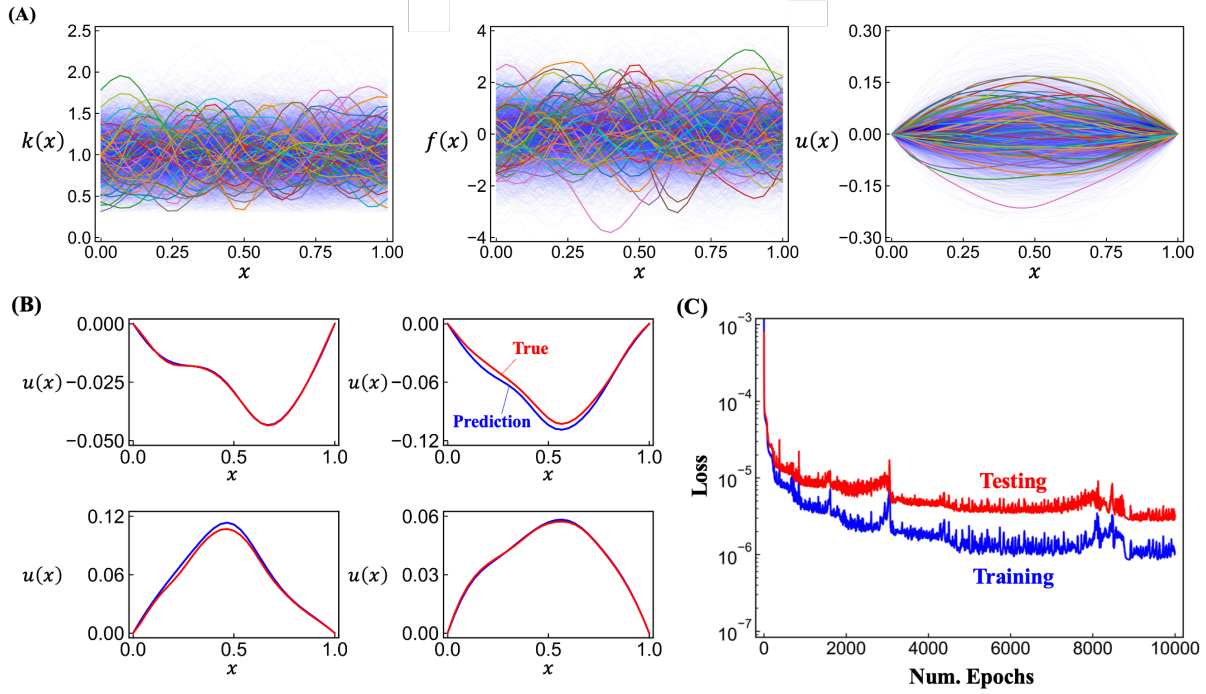 (A)
2.5
2.0
1.5
1.0
0.5
0.0
k(x)
0.00 0.25 0.50 0.75 1.00
x
4
2
0
−2
−4
f(x)
0.00 0.25 0.50 0.75 1.00
x
0.30
0.15
0.00
−0.15
−0.30
u(x)
0.00 0.25 0.50 0.75 1.00
x
(B)
0.000
−0.025
−0.050
u(x)
0.0 0.5 1.0
x
0.00
−0.06
−0.12
u(x)
True
Prediction
0.0 0.5 1.0
x
0.12
0.06
0.00
u(x)
0.0 0.5 1.0
x
0.06
0.03
0.00
u(x)
0.0 0.5 1.0
x
(C)
10⁻³
10⁻⁴
10⁻⁵
10⁻⁶
10⁻⁷
Loss
Testing
Training
0 2000 4000 6000 8000 10000
Num. Epochs